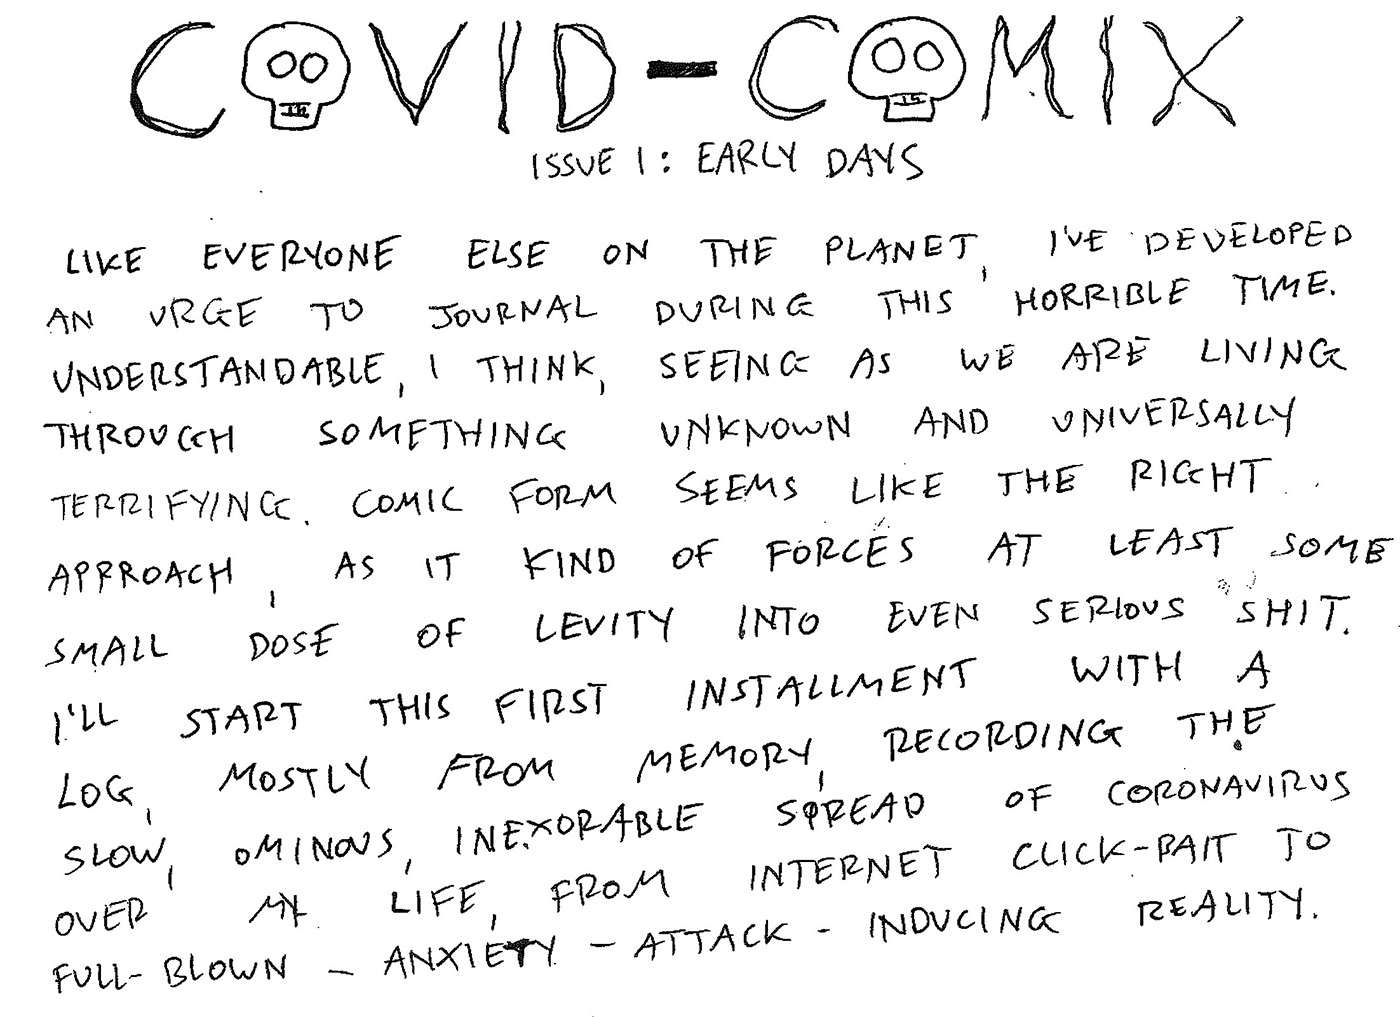 COVID-COMIX
ISSUE 1: EARLY DAYS
LIKE EVERYONE ELSE ON THE PLANET, I'VE DEVELOPED
AN URGE TO JOURNAL DURING THIS HORRIBLE TIME.
UNDERSTANDABLE, I THINK, SEEING AS WE ARE LIVING
THROUGH SOMETHING UNKNOWN AND UNIVERSALLY
TERRIFYING. COMIC FORM SEEMS LIKE THE RIGHT
APPROACH, AS IT KIND OF FORCES AT LEAST SOME
SMALL DOSE OF LEVITY INTO EVEN SERIOUS SHIT.
I'LL START THIS FIRST INSTALLMENT WITH A
LOG, MOSTLY FROM MEMORY, RECORDING THE
SLOW, OMINOUS, INEXORABLE SPREAD OF CORONAVIRUS
OVER MY LIFE, FROM INTERNET CLICK-BAIT TO
FULL-BLOWN - ANXIETY - ATTACK - INDUCING REALITY.